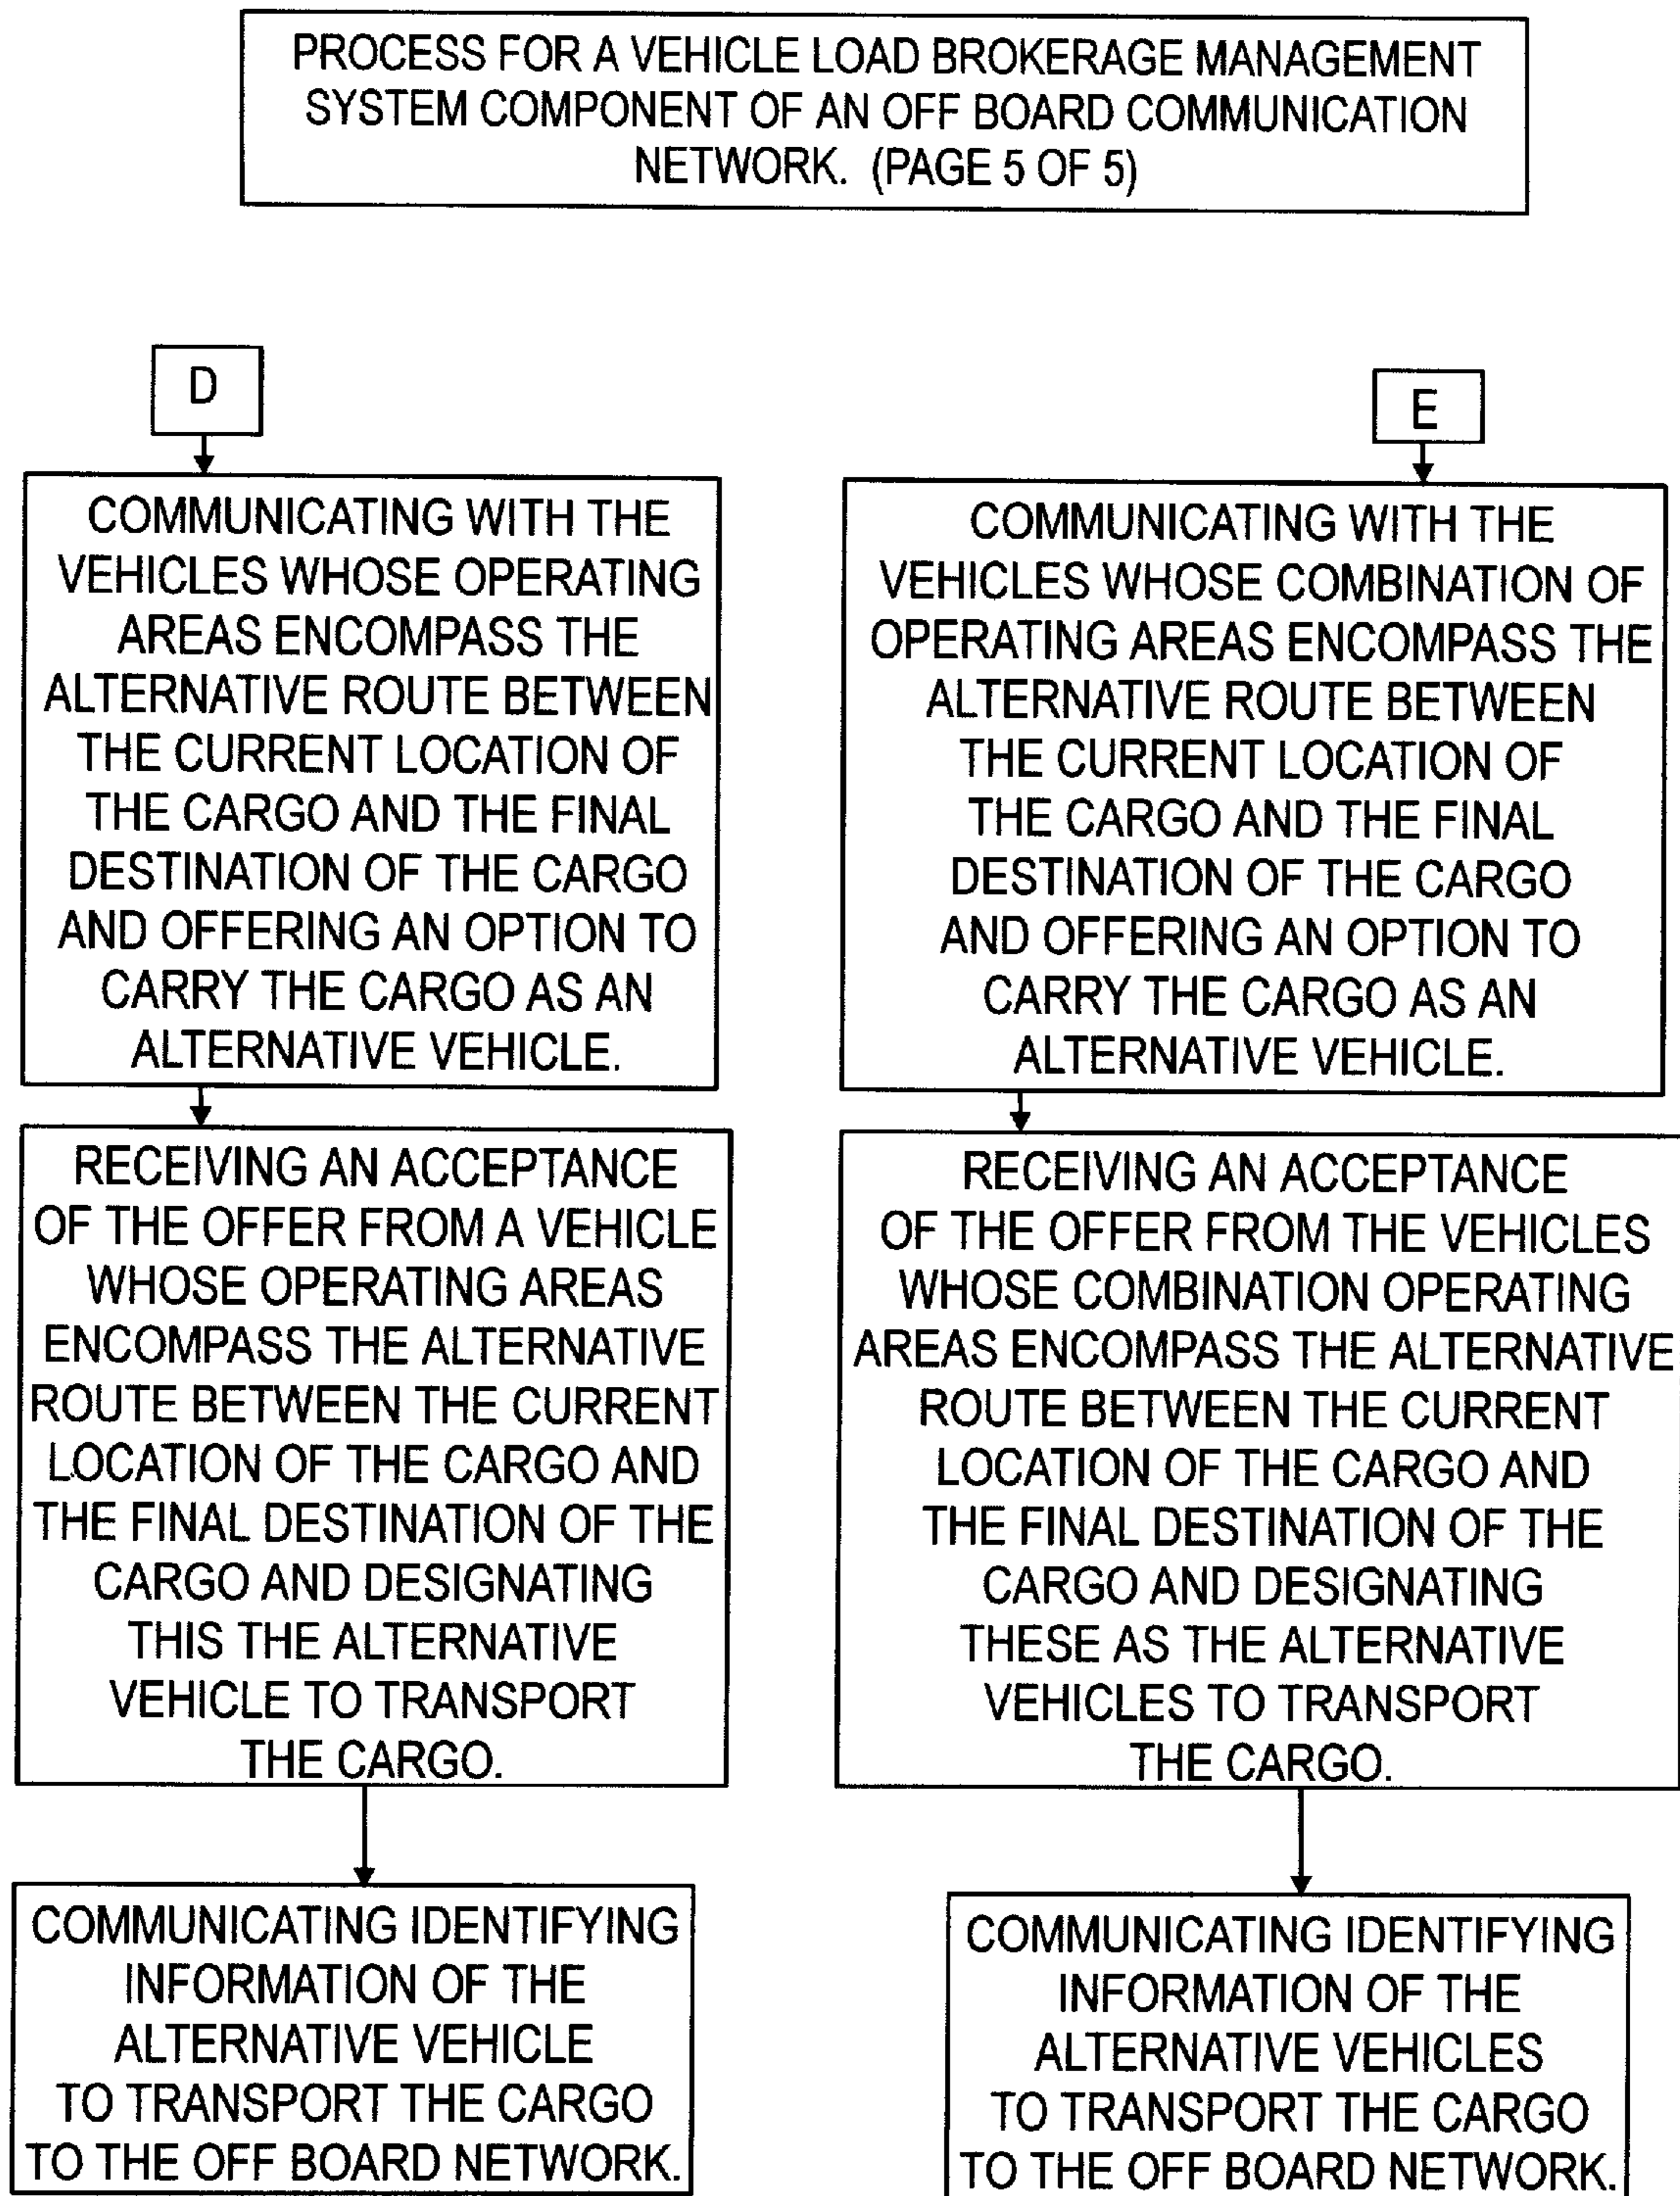 PROCESS FOR A VEHICLE LOAD BROKERAGE MANAGEMENT
SYSTEM COMPONENT OF AN OFF BOARD COMMUNICATION
NETWORK. (PAGE 5 OF 5)
D
COMMUNICATING WITH THE
VEHICLES WHOSE OPERATING
AREAS ENCOMPASS THE
ALTERNATIVE ROUTE BETWEEN
THE CURRENT LOCATION OF
THE CARGO AND THE FINAL
DESTINATION OF THE CARGO
AND OFFERING AN OPTION TO
CARRY THE CARGO AS AN
ALTERNATIVE VEHICLE.
RECEIVING AN ACCEPTANCE
OF THE OFFER FROM A VEHICLE
WHOSE OPERATING AREAS
ENCOMPASS THE ALTERNATIVE
ROUTE BETWEEN THE CURRENT
LOCATION OF THE CARGO AND
THE FINAL DESTINATION OF THE
CARGO AND DESIGNATING
THIS THE ALTERNATIVE
VEHICLE TO TRANSPORT
THE CARGO.
COMMUNICATING IDENTIFYING
INFORMATION OF THE
ALTERNATIVE VEHICLE
TO TRANSPORT THE CARGO
TO THE OFF BOARD NETWORK.
E
COMMUNICATING WITH THE
VEHICLES WHOSE COMBINATION OF
OPERATING AREAS ENCOMPASS THE
ALTERNATIVE ROUTE BETWEEN
THE CURRENT LOCATION OF
THE CARGO AND THE FINAL
DESTINATION OF THE CARGO
AND OFFERING AN OPTION TO
CARRY THE CARGO AS AN
ALTERNATIVE VEHICLE.
RECEIVING AN ACCEPTANCE
OF THE OFFER FROM THE VEHICLES
WHOSE COMBINATION OPERATING
AREAS ENCOMPASS THE ALTERNATIVE
ROUTE BETWEEN THE CURRENT
LOCATION OF THE CARGO AND
THE FINAL DESTINATION OF THE
CARGO AND DESIGNATING
THESE AS THE ALTERNATIVE
VEHICLES TO TRANSPORT
THE CARGO.
COMMUNICATING IDENTIFYING
INFORMATION OF THE
ALTERNATIVE VEHICLES
TO TRANSPORT THE CARGO
TO THE OFF BOARD NETWORK.